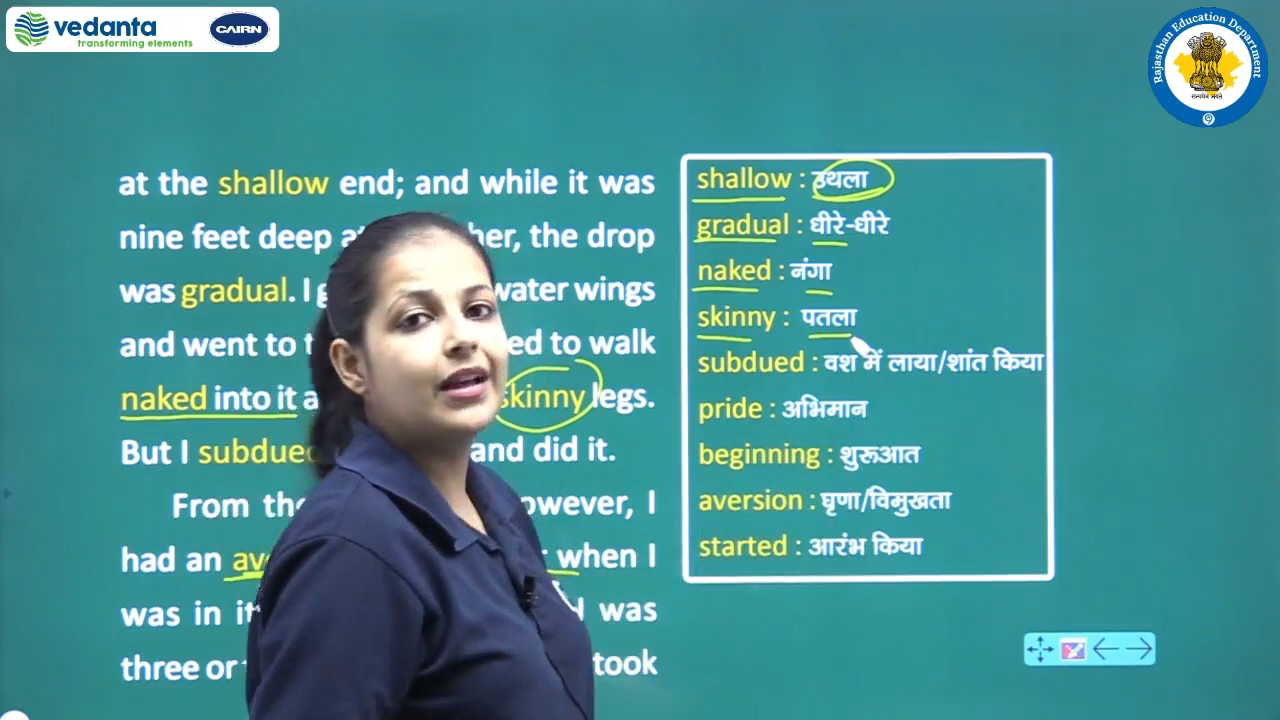 vedanta
transforming elements
CAIRN
Rajasthan Education Department
at the shallow end; and while it was
nine feet deep at her, the drop
was gradual. I water wings
and went to ed to walk
naked into it skinny legs.
But I subdued and did it.
From the owever, I
had an when I
was in it was
three or took
shallow : उथला
gradual : धीरे-धीरे
naked : नंगा
skinny : पतला
subdued : वश में लाया/शांत किया
pride : अभिमान
beginning : शुरूआत
aversion : घृणा/विमुखता
started : आरंभ किया